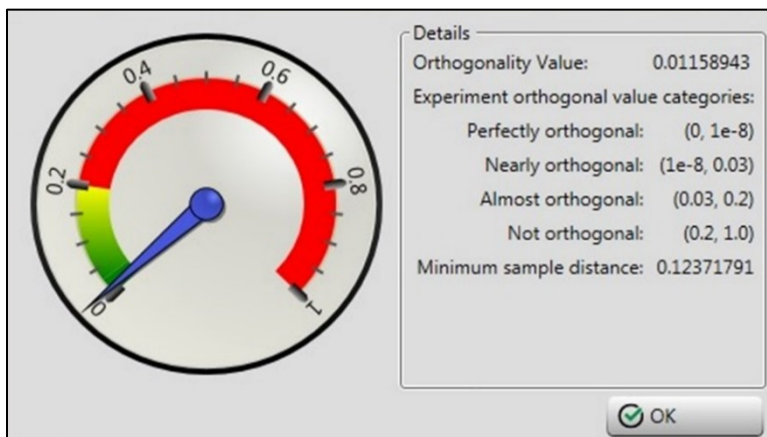 0
0.2
0.4
0.6
0.8
1
Details
Orthogonality Value: 0.01158943
Experiment orthogonal value categories:
Perfectly orthogonal: (0, 1e-8)
Nearly orthogonal: (1e-8, 0.03)
Almost orthogonal: (0.03, 0.2)
Not orthogonal: (0.2, 1.0)
Minimum sample distance: 0.12371791
OK